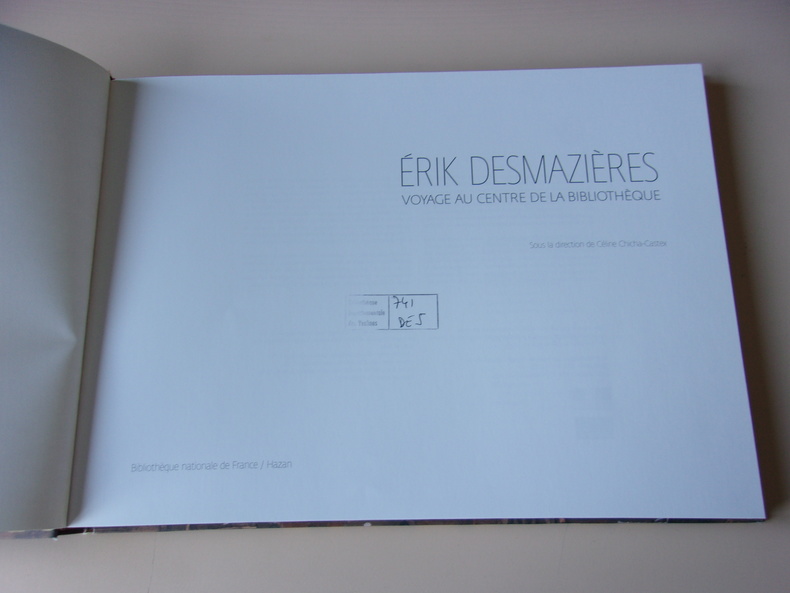 ÉRIK DESMAZIÈRES
VOYAGE AU CENTRE DE LA BIBLIOTHÈQUE
Sous la direction de Céline Chicha-Castex
741
DES
Bibliothèque nationale de France / Hazan